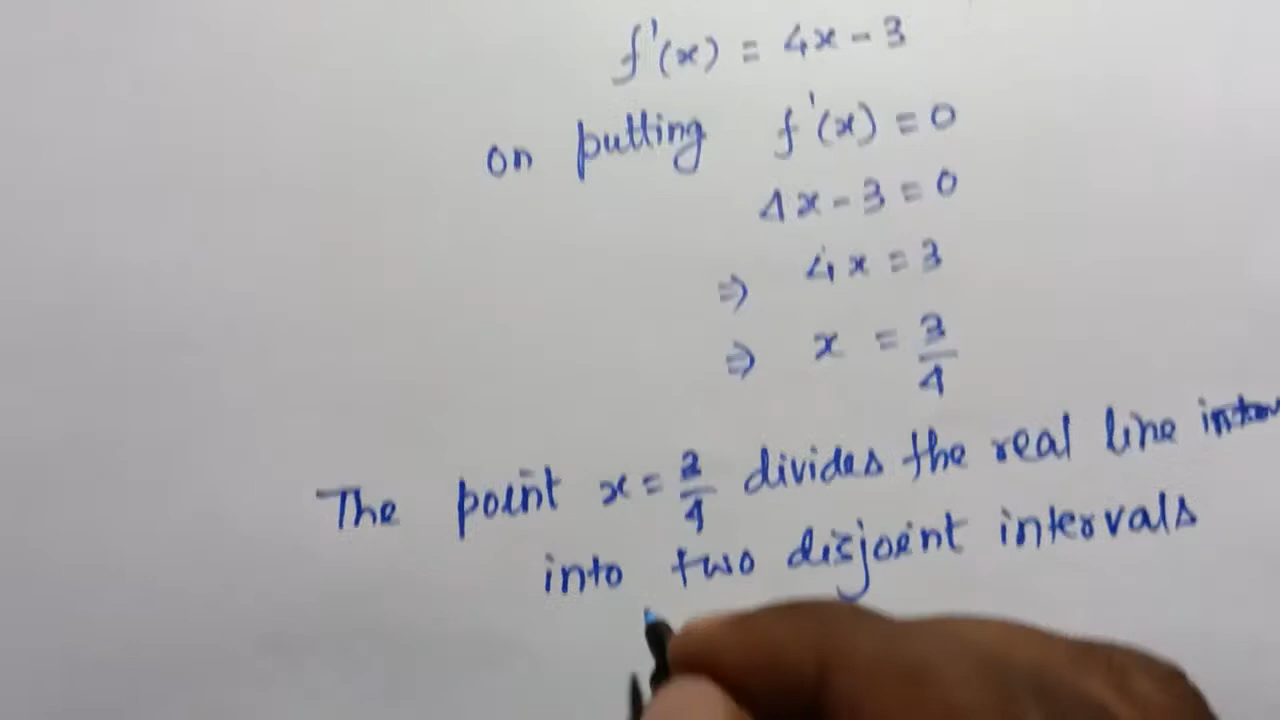 f'(x) = 4x - 3
on putting f'(x) = 0
4x - 3 = 0
⇒ 4x = 3
⇒ x = 3/4
The point x = 3/4 divides the real line
into two disjoint intervals